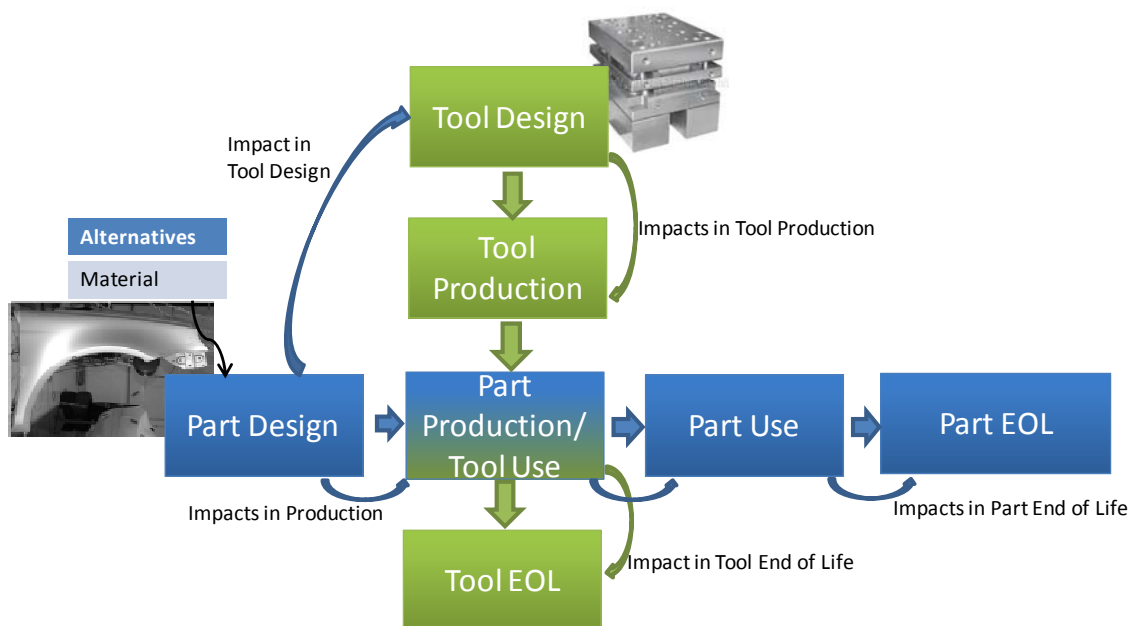 Tool Design
Impact in
Tool Design
Impacts in Tool Production
Tool
Production
Alternatives
Material
Part Design
Part
Production/
Tool Use
Part Use
Part EOL
Impacts in Production
Impacts in Part End of Life
Impact in Tool End of Life
Tool EOL